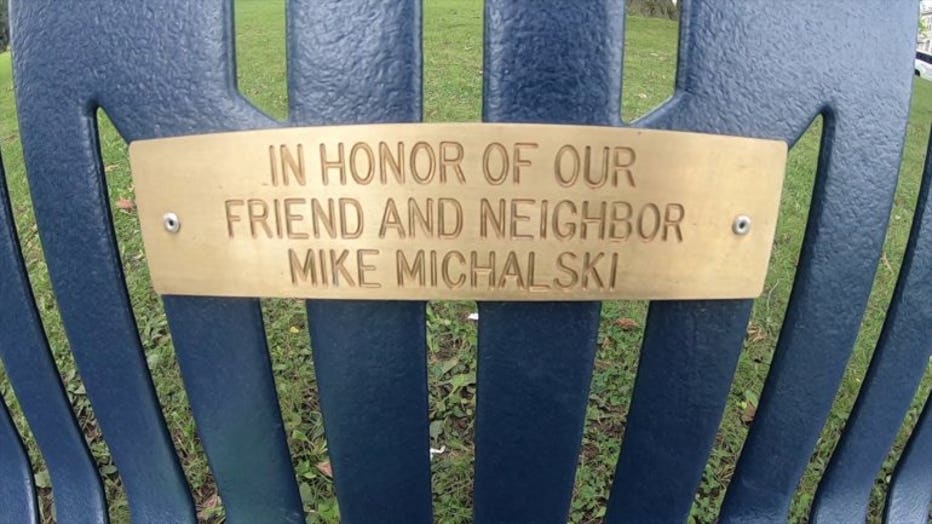 IN HONOR OF OUR
FRIEND AND NEIGHBOR
MIKE MICHALSKI